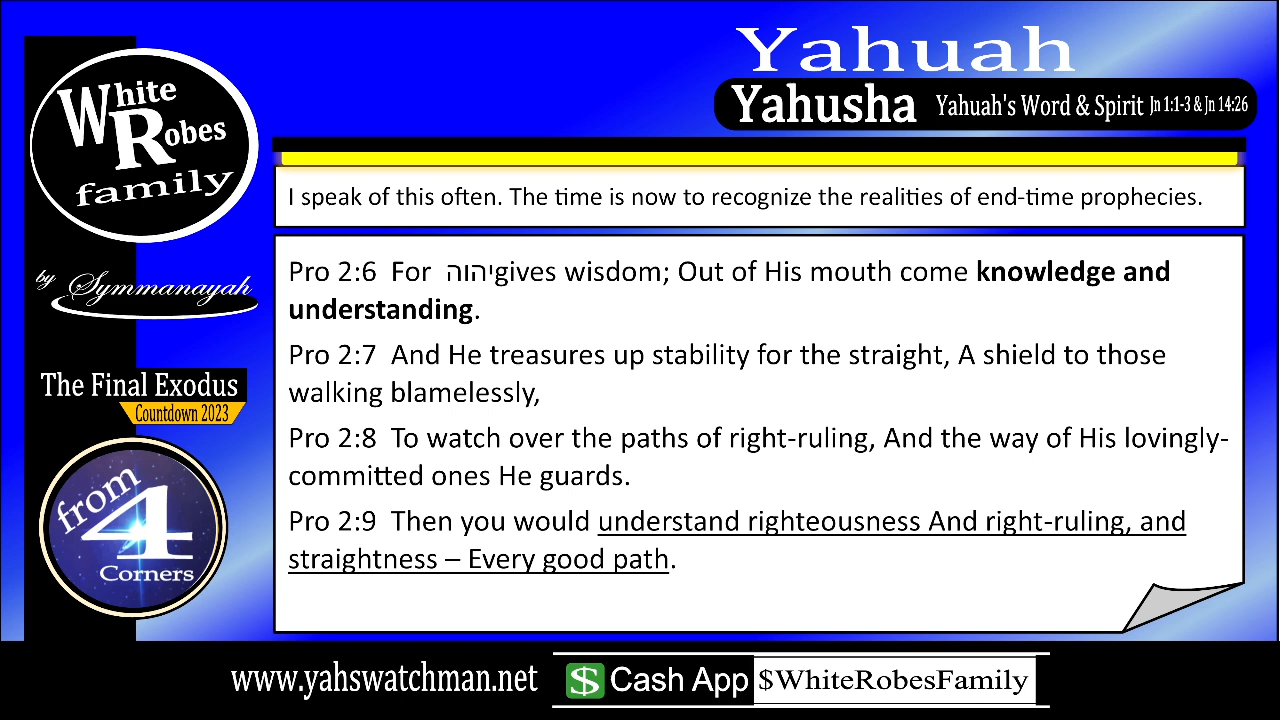 Yahuah
Yahusha Yahuah's Word & Spirit Jn 1:1-3 & Jn 14:26
White
Robes
family
by Symmanayah
The Final Exodus
Countdown 2023
from
4
Corners
I speak of this often. The time is now to recognize the realities of end-time prophecies.
Pro 2:6 For יהוה gives wisdom; Out of His mouth come knowledge and
understanding.
Pro 2:7 And He treasures up stability for the straight, A shield to those
walking blamelessly,
Pro 2:8 To watch over the paths of right-ruling, And the way of His lovingly-
committed ones He guards.
Pro 2:9 Then you would understand righteousness And right-ruling, and
straightness – Every good path.
www.yahswatchman.net $ Cash App $WhiteRobesFamily